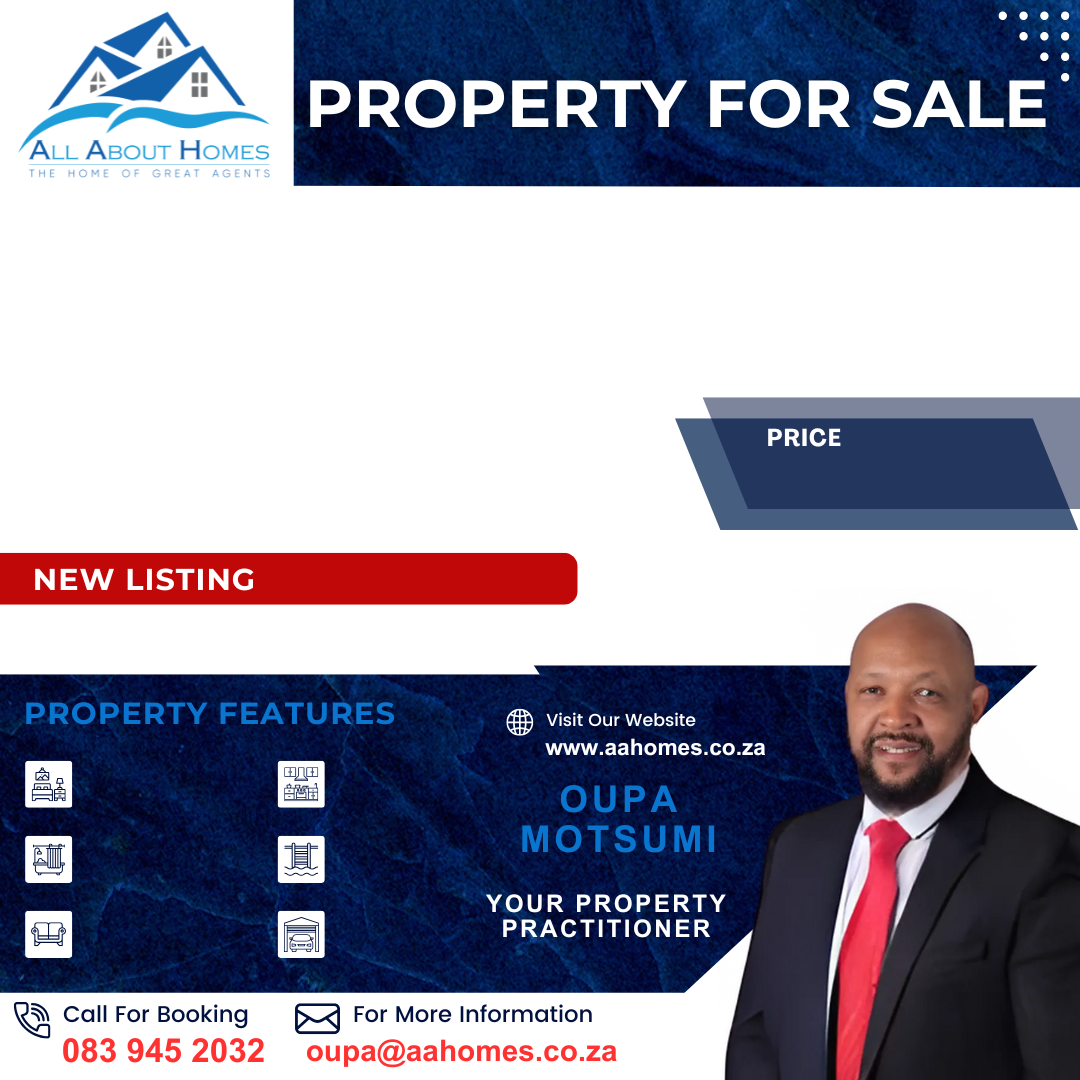 PROPERTY FOR SALE
ALL ABOUT HOMES
THE HOME OF GREAT AGENTS
PRICE
NEW LISTING
PROPERTY FEATURES
Visit Our Website
www.aahomes.co.za
OUPA
MOTSUMI
YOUR PROPERTY
PRACTITIONER
Call For Booking
083 945 2032
For More Information
oupa@aahomes.co.za